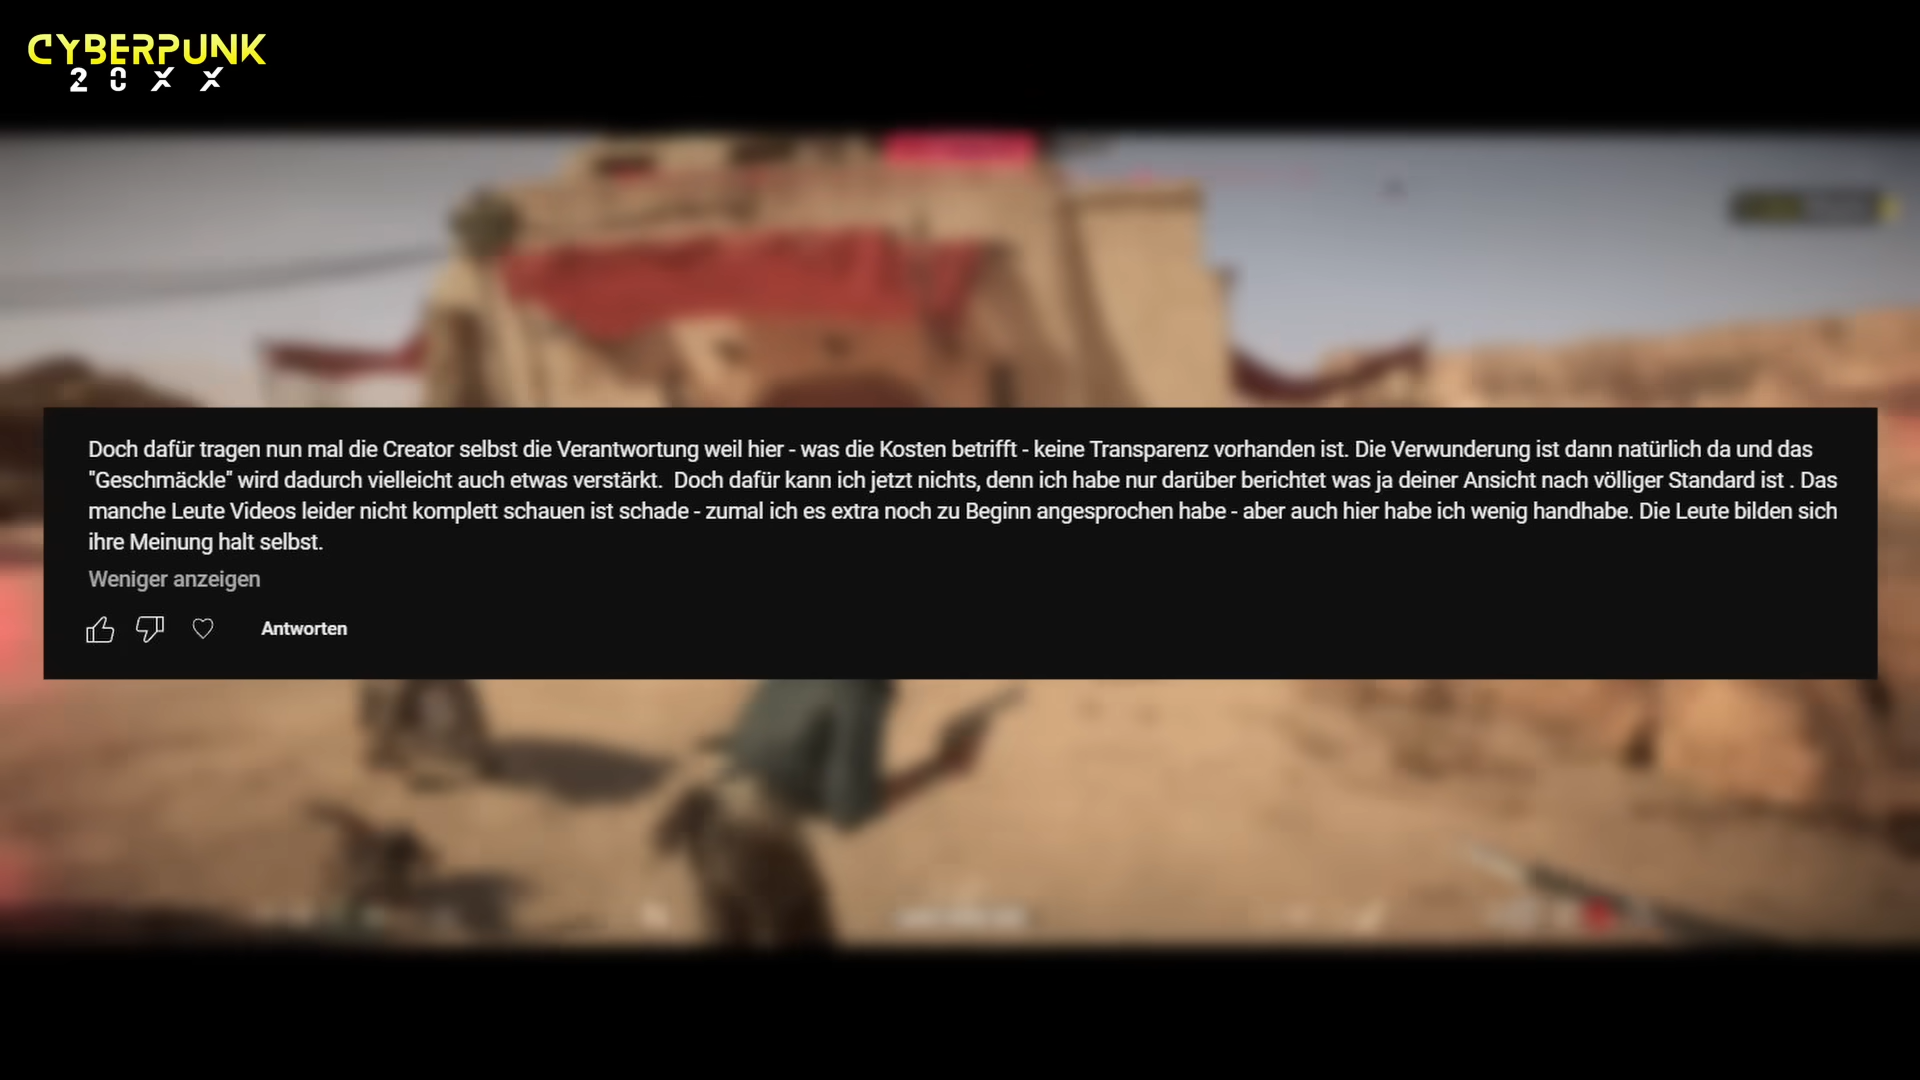 CYBERPUNK
20XX
Doch dafür tragen nun mal die Creator selbst die Verantwortung weil hier - was die Kosten betrifft - keine Transparenz vorhanden ist. Die Verwunderung ist dann natürlich da und das
"Geschmäckle" wird dadurch vielleicht auch etwas verstärkt.  Doch dafür kann ich jetzt nichts, denn ich habe nur darüber berichtet was ja deiner Ansicht nach völliger Standard ist . Das
manche Leute Videos leider nicht komplett schauen ist schade - zumal ich es extra noch zu Beginn angesprochen habe - aber auch hier habe ich wenig handhabe. Die Leute bilden sich
ihre Meinung halt selbst.
Weniger anzeigen
Antworten